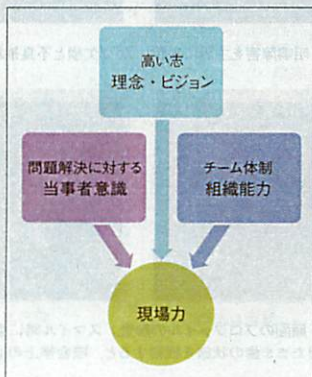 高い志
理念・ビジョン
問題解決に対する
当事者意識
チーム体制
組織能力
現場力